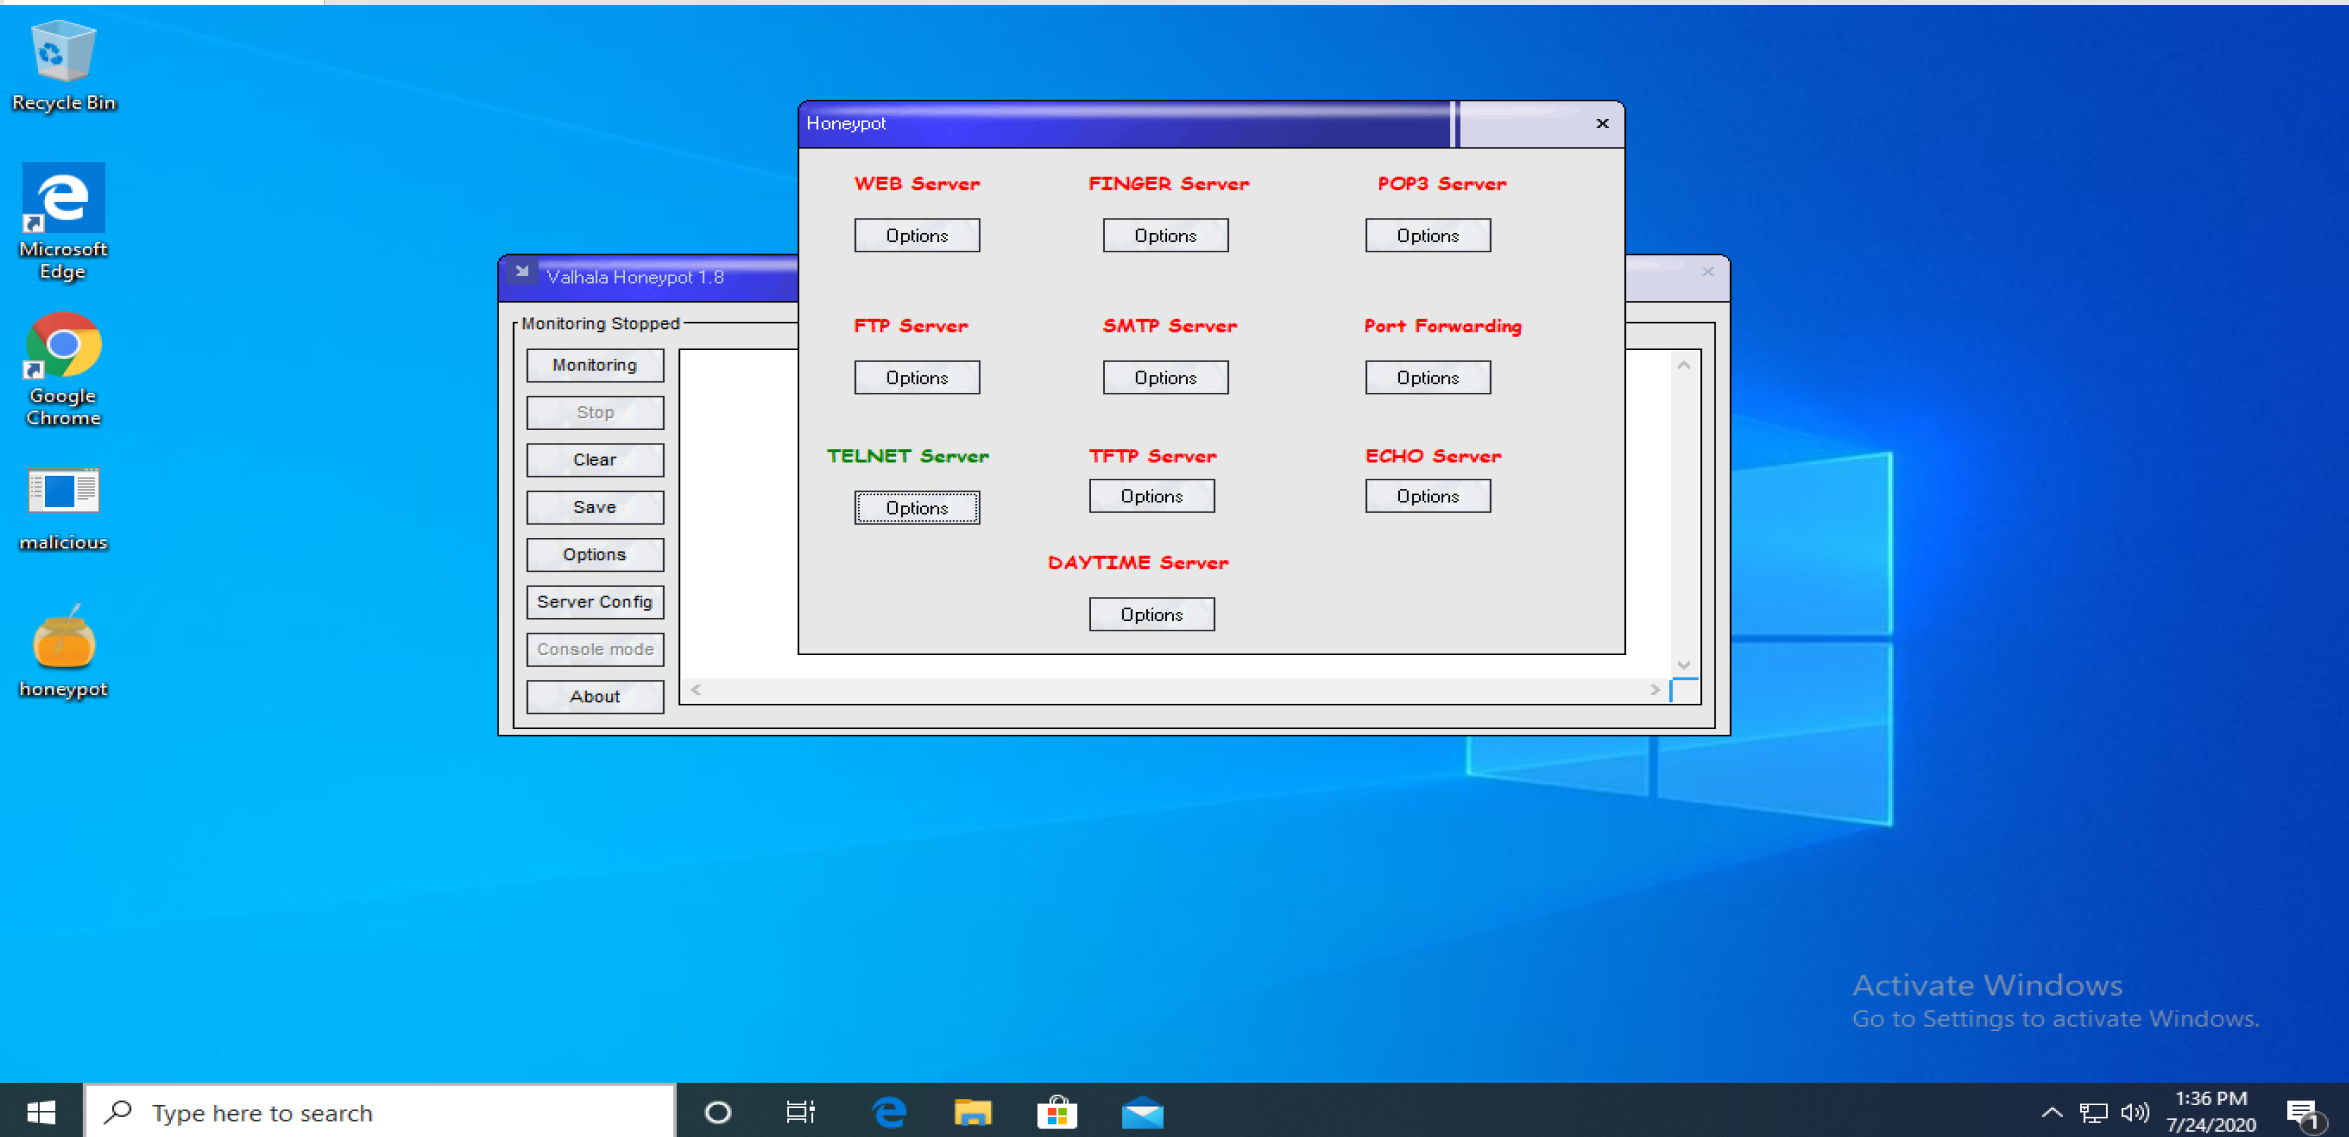 Recycle Bin
Microsoft
Edge
Google
Chrome
malicious
honeypot
Honeypot
WEB Server
FINGER Server
POP3 Server
Options
Options
Options
FTP Server
SMTP Server
Port Forwarding
Options
Options
Options
TELNET Server
TFTP Server
ECHO Server
Options
Options
Options
DAYTIME Server
Options
Valhala Honeypot 1.8
Monitoring Stopped
Monitoring
Stop
Clear
Save
Options
Server Config
Console mode
About
Activate Windows
Go to Settings to activate Windows.
Type here to search
1:36 PM
7/24/2020
1